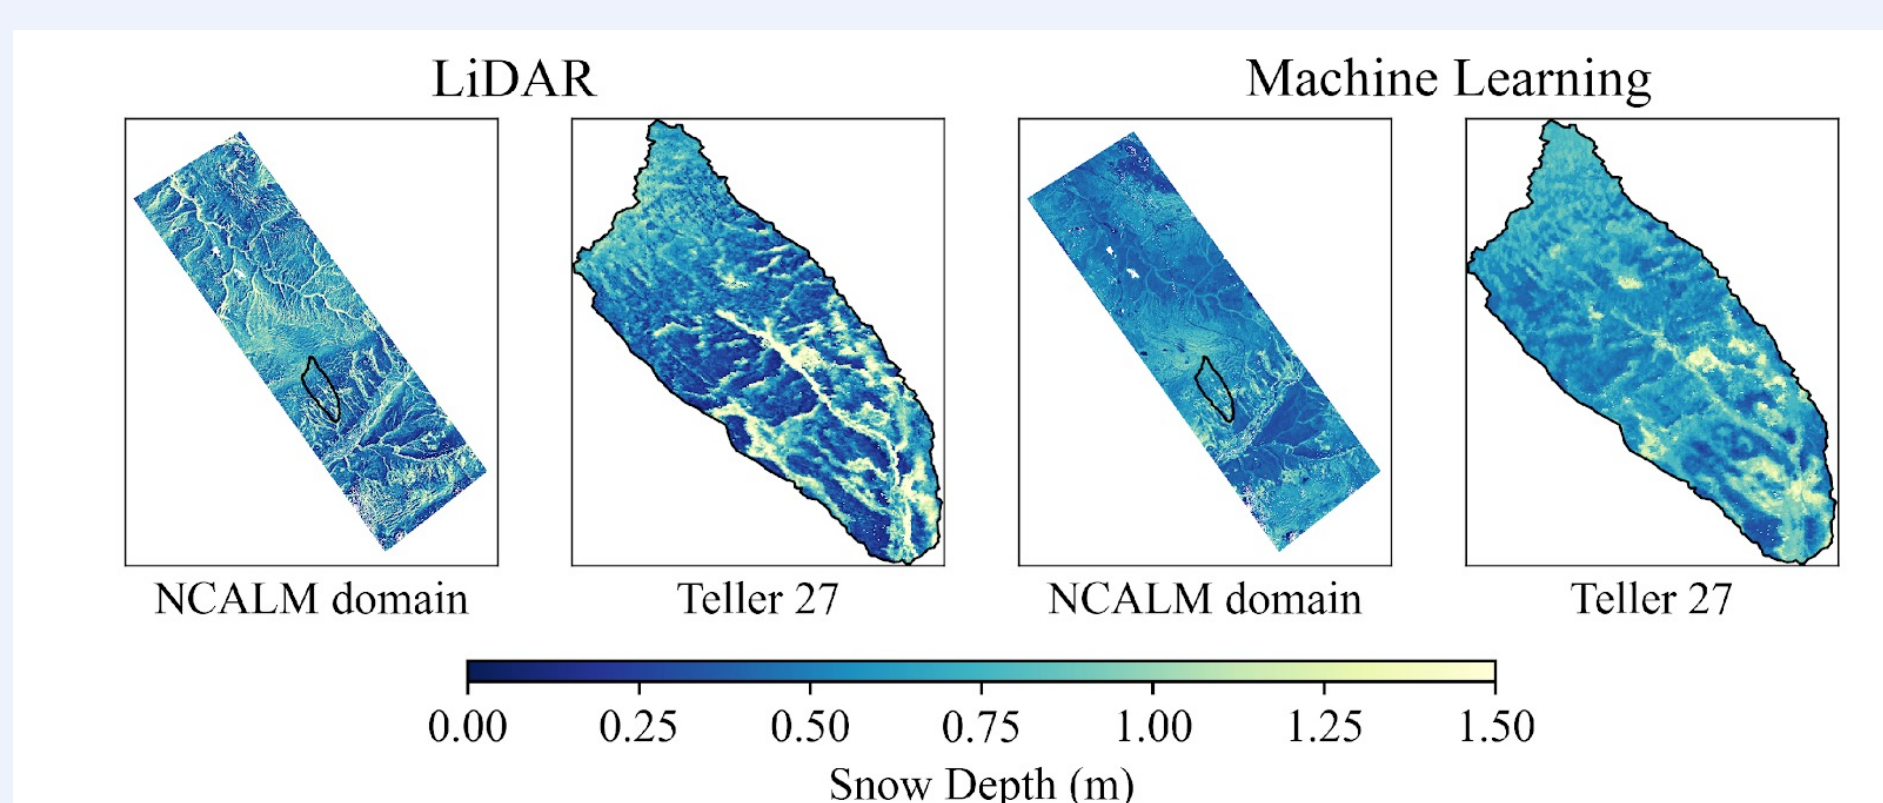 LiDAR
Machine Learning
NCALM domain
Teller 27
NCALM domain
Teller 27
0.00 0.25 0.50 0.75 1.00 1.25 1.50
Snow Depth (m)